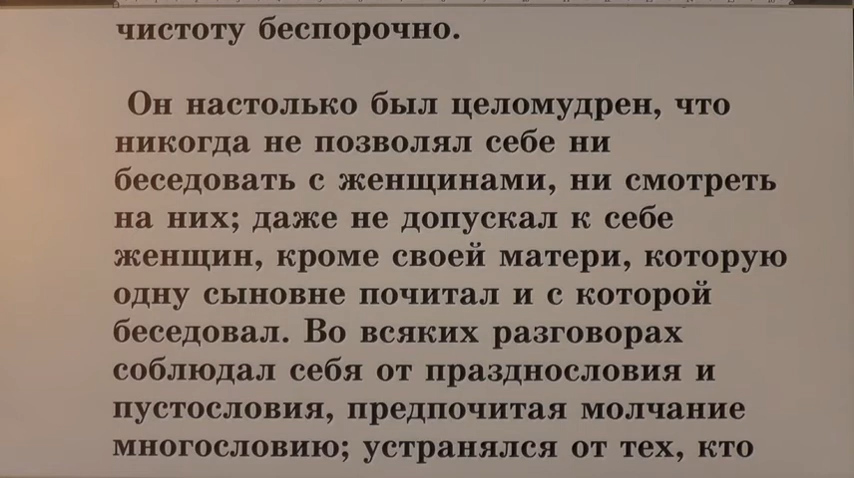 чистоту беспорочно.
Он настолько был целомудрен, что
никогда не позволял себе ни
беседовать с женщинами, ни смотреть
на них; даже не допускал к себе
женщин, кроме своей матери, которую
одну сыновне почитал и с которой
беседовал. Во всяких разговорах
соблюдал себя от празднословия и
пустословия, предпочитая молчание
многословию; устранялся от тех, кто